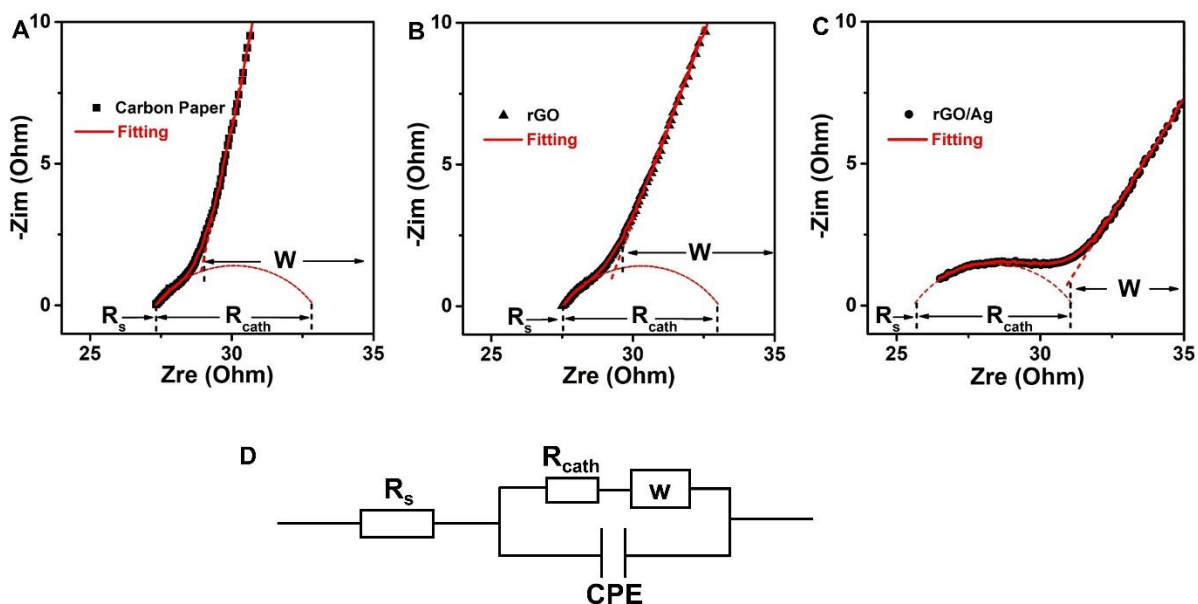 A
-Zim (Ohm)
10
5
0
Carbon Paper
Fitting
W
Rs
Rcath
25
30
35
Zre (Ohm)
B
-Zim (Ohm)
10
5
0
rGO
Fitting
W
Rs
Rcath
25
30
35
Zre (Ohm)
C
-Zim (Ohm)
10
5
0
rGO/Ag
Fitting
W
Rs
Rcath
25
30
35
Zre (Ohm)
D
Rs
Rcath
W
CPE